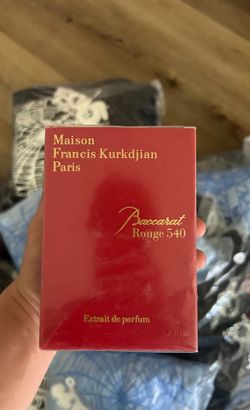 Maison
Francis Kurkdjian
Paris
Baccarat
Rouge 540
Extrait de parfum